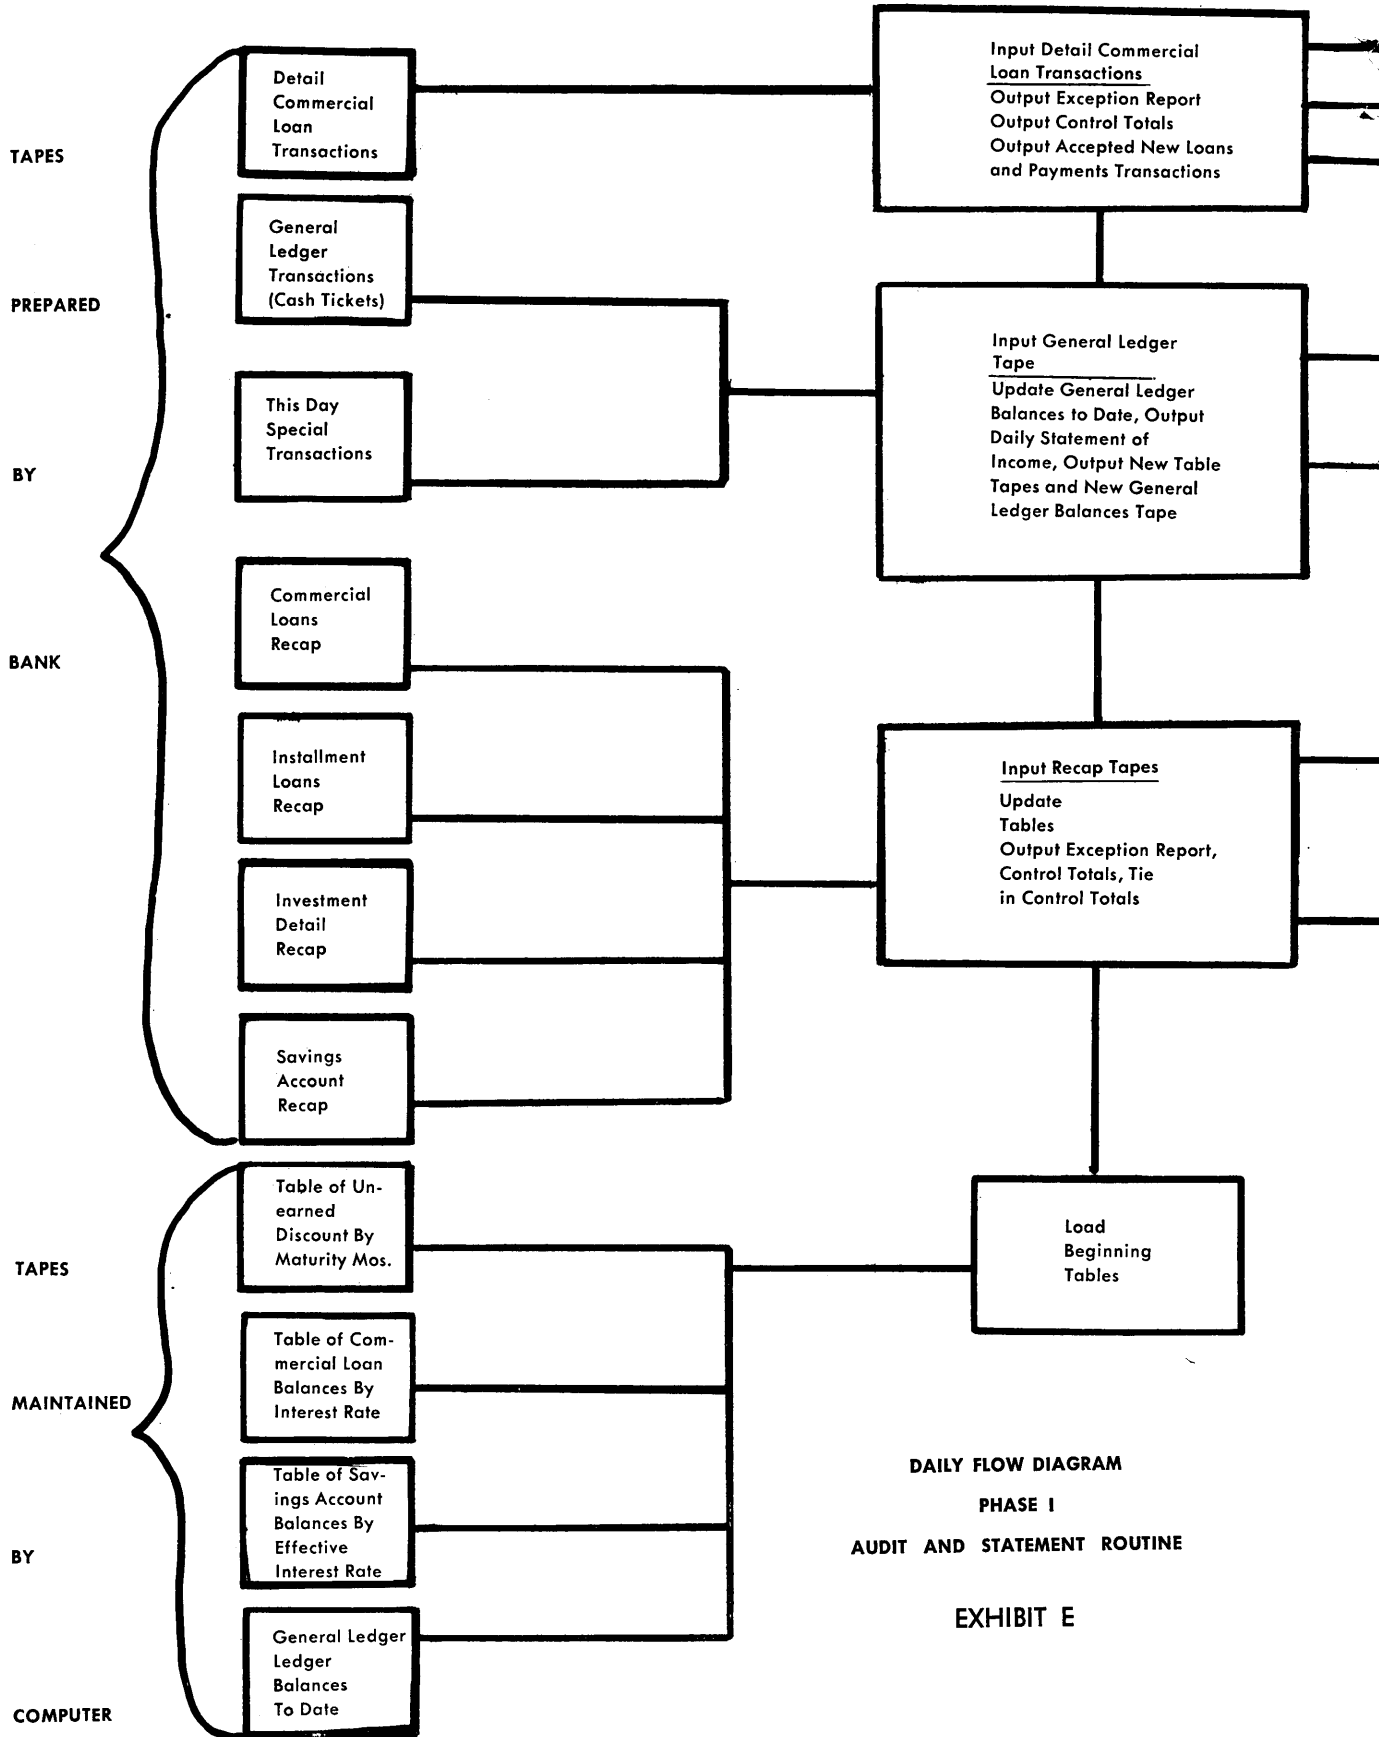 TAPES
PREPARED
BY
BANK
Detail
Commercial
Loan
Transactions
General
Ledger
Transactions
(Cash Tickets)
This Day
Special
Transactions
Commercial
Loans
Recap
Installment
Loans
Recap
Investment
Detail
Recap
Savings
Account
Recap
TAPES
MAINTAINED
BY
COMPUTER
Table of Un-
earned
Discount By
Maturity Mos.
Table of Com-
mercial Loan
Balances By
Interest Rate
Table of Sav-
ings Account
Balances By
Effective
Interest Rate
General Ledger
Ledger
Balances
To Date
Input Detail Commercial
Loan Transactions
Output Exception Report
Output Control Totals
Output Accepted New Loans
and Payments Transactions
Input General Ledger
Tape
Update General Ledger
Balances to Date, Output
Daily Statement of
Income, Output New Table
Tapes and New General
Ledger Balances Tape
Input Recap Tapes
Update
Tables
Output Exception Report,
Control Totals, Tie
in Control Totals
Load
Beginning
Tables
DAILY FLOW DIAGRAM
PHASE I
AUDIT AND STATEMENT ROUTINE
EXHIBIT E